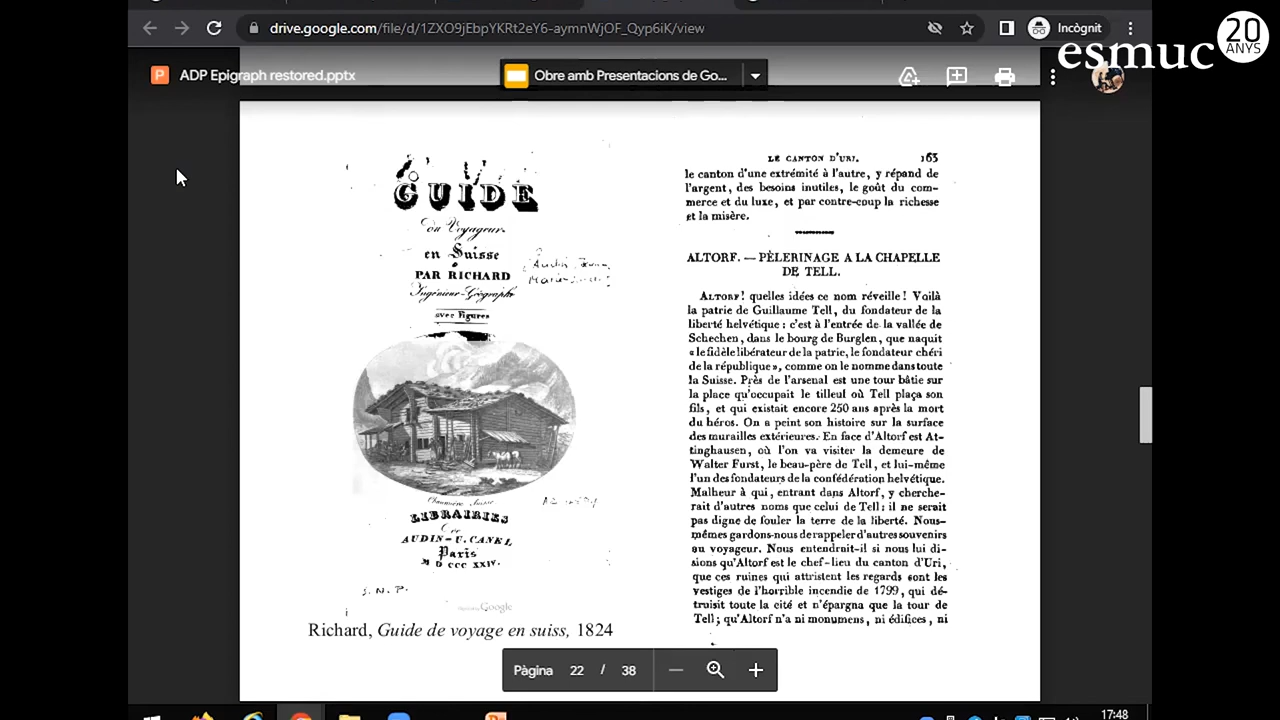 drive.google.com/file/d/1ZXO9jEbpYKRt2eY6-aymnWjOF_Qyp6iK/view
Incògnit
esmuc
20
ANYS
P
ADP Epigraph restored.pptx
Obre amb Presentacions de Go...
GUIDE
du Voyageur
en Suisse
PAR RICHARD
Ingénieur-Géographe
avec Figures
Chaumière Suisse
LIBRAIRIES
De
AUDIN - U. CANEL
Paris
M D CCC XXIV.
Google
Richard, Guide de voyage en suiss, 1824
LE CANTON D'URI. 163
le canton d'une extrémité à l'autre, y répand de
l'argent, des besoins inutiles, le goût du com-
merce et du luxe, et par contre-coup la richesse
et la misère.
ALTORF. — PÈLERINAGE A LA CHAPELLE
DE TELL.
ALTORF! quelles idées ce nom réveille! Voilà
la patrie de Guillaume Tell, du fondateur de la
liberté helvétique: c'est à l'entrée de la vallée de
Schechen, dans le bourg de Burglen, que naquit
« le fidèle libérateur de la patrie, le fondateur chéri
de la république », comme on le nomme dans toute
la Suisse. Près de l'arsenal est une tour bâtie sur
la place qu'occupait le tilleul où Tell plaça son
fils, et qui existait encore 250 ans après la mort
du héros. On a peint son histoire sur la surface
des murailles extérieures. En face d'Altorf est At-
tinghausen, où l'on va visiter la demeure de
Walter Furst, le beau-père de Tell, et lui-même
l'un des fondateurs de la confédération helvétique.
Malheur à qui, entrant dans Altorf, y cherche-
rait d'autres noms que celui de Tell: il ne serait
pas digne de fouler la terre de la liberté. Nous-
mêmes gardons-nous de rappeler d'autres souvenirs
au voyageur. Nous entendrait-il si nous lui di-
sions qu'Altorf est le chef-lieu du canton d'Uri,
que ces ruines qui attristent les regards sont les
vestiges de l'horrible incendie de 1799, qui dé-
truisit toute la cité et n'épargna que la tour de
Tell; qu'Altorf n'a ni monumens, ni édifices, ni
Pàgina 22 / 38
17:48